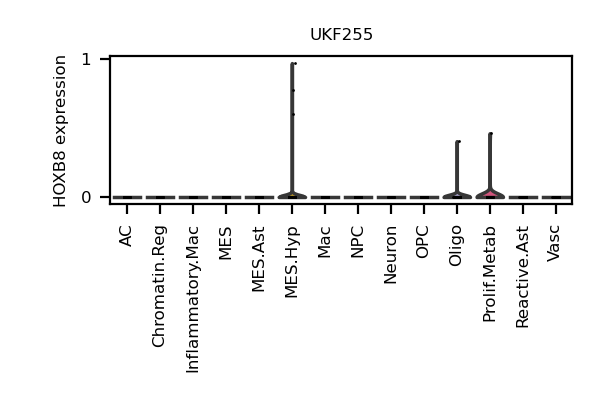 UKF255
HOXB8 expression
1
0
AC
Chromatin.Reg
Inflammatory.Mac
MES
MES.Ast
MES.Hyp
Mac
NPC
Neuron
OPC
Oligo
Prolif.Metab
Reactive.Ast
Vasc